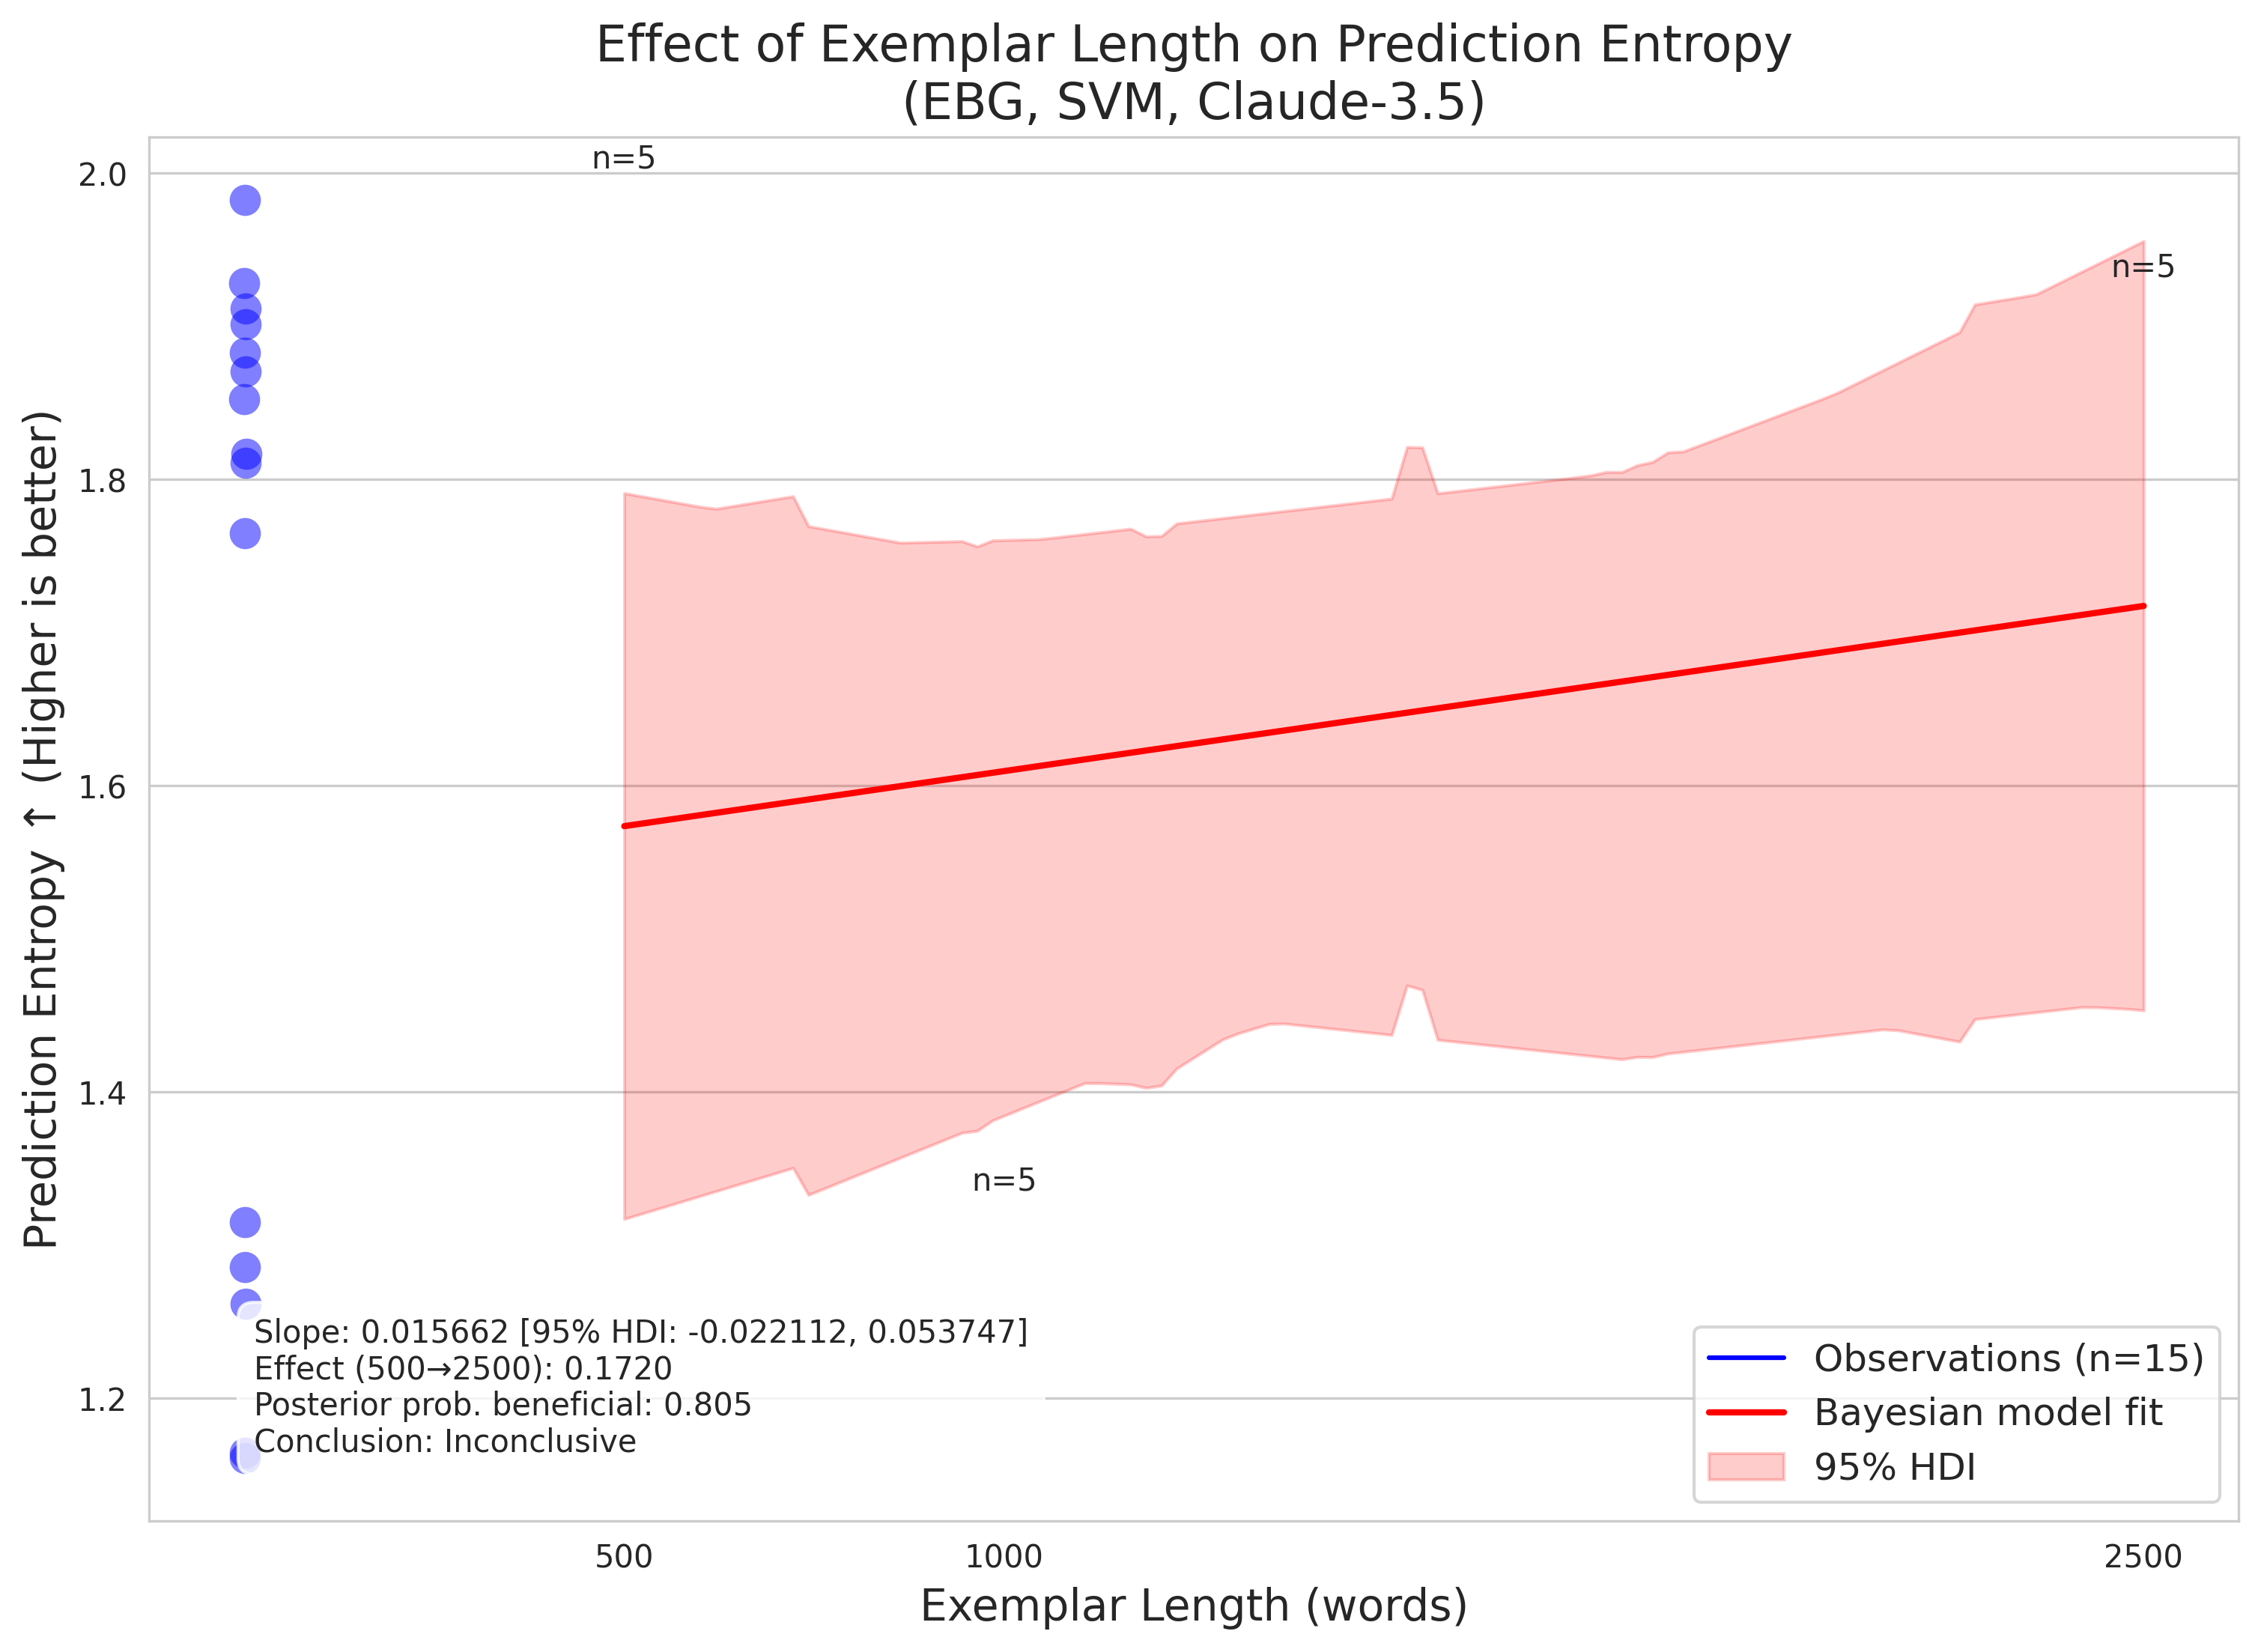 Effect of Exemplar Length on Prediction Entropy
(EBG, SVM, Claude-3.5)
Prediction Entropy ↑ (Higher is better)
2.0
1.8
1.6
1.4
1.2
n=5
n=5
n=5
Slope: 0.015662 [95% HDI: -0.022112, 0.053747]
Effect (500→2500): 0.1720
Posterior prob. beneficial: 0.805
Conclusion: Inconclusive
Observations (n=15)
Bayesian model fit
95% HDI
500
1000
2500
Exemplar Length (words)